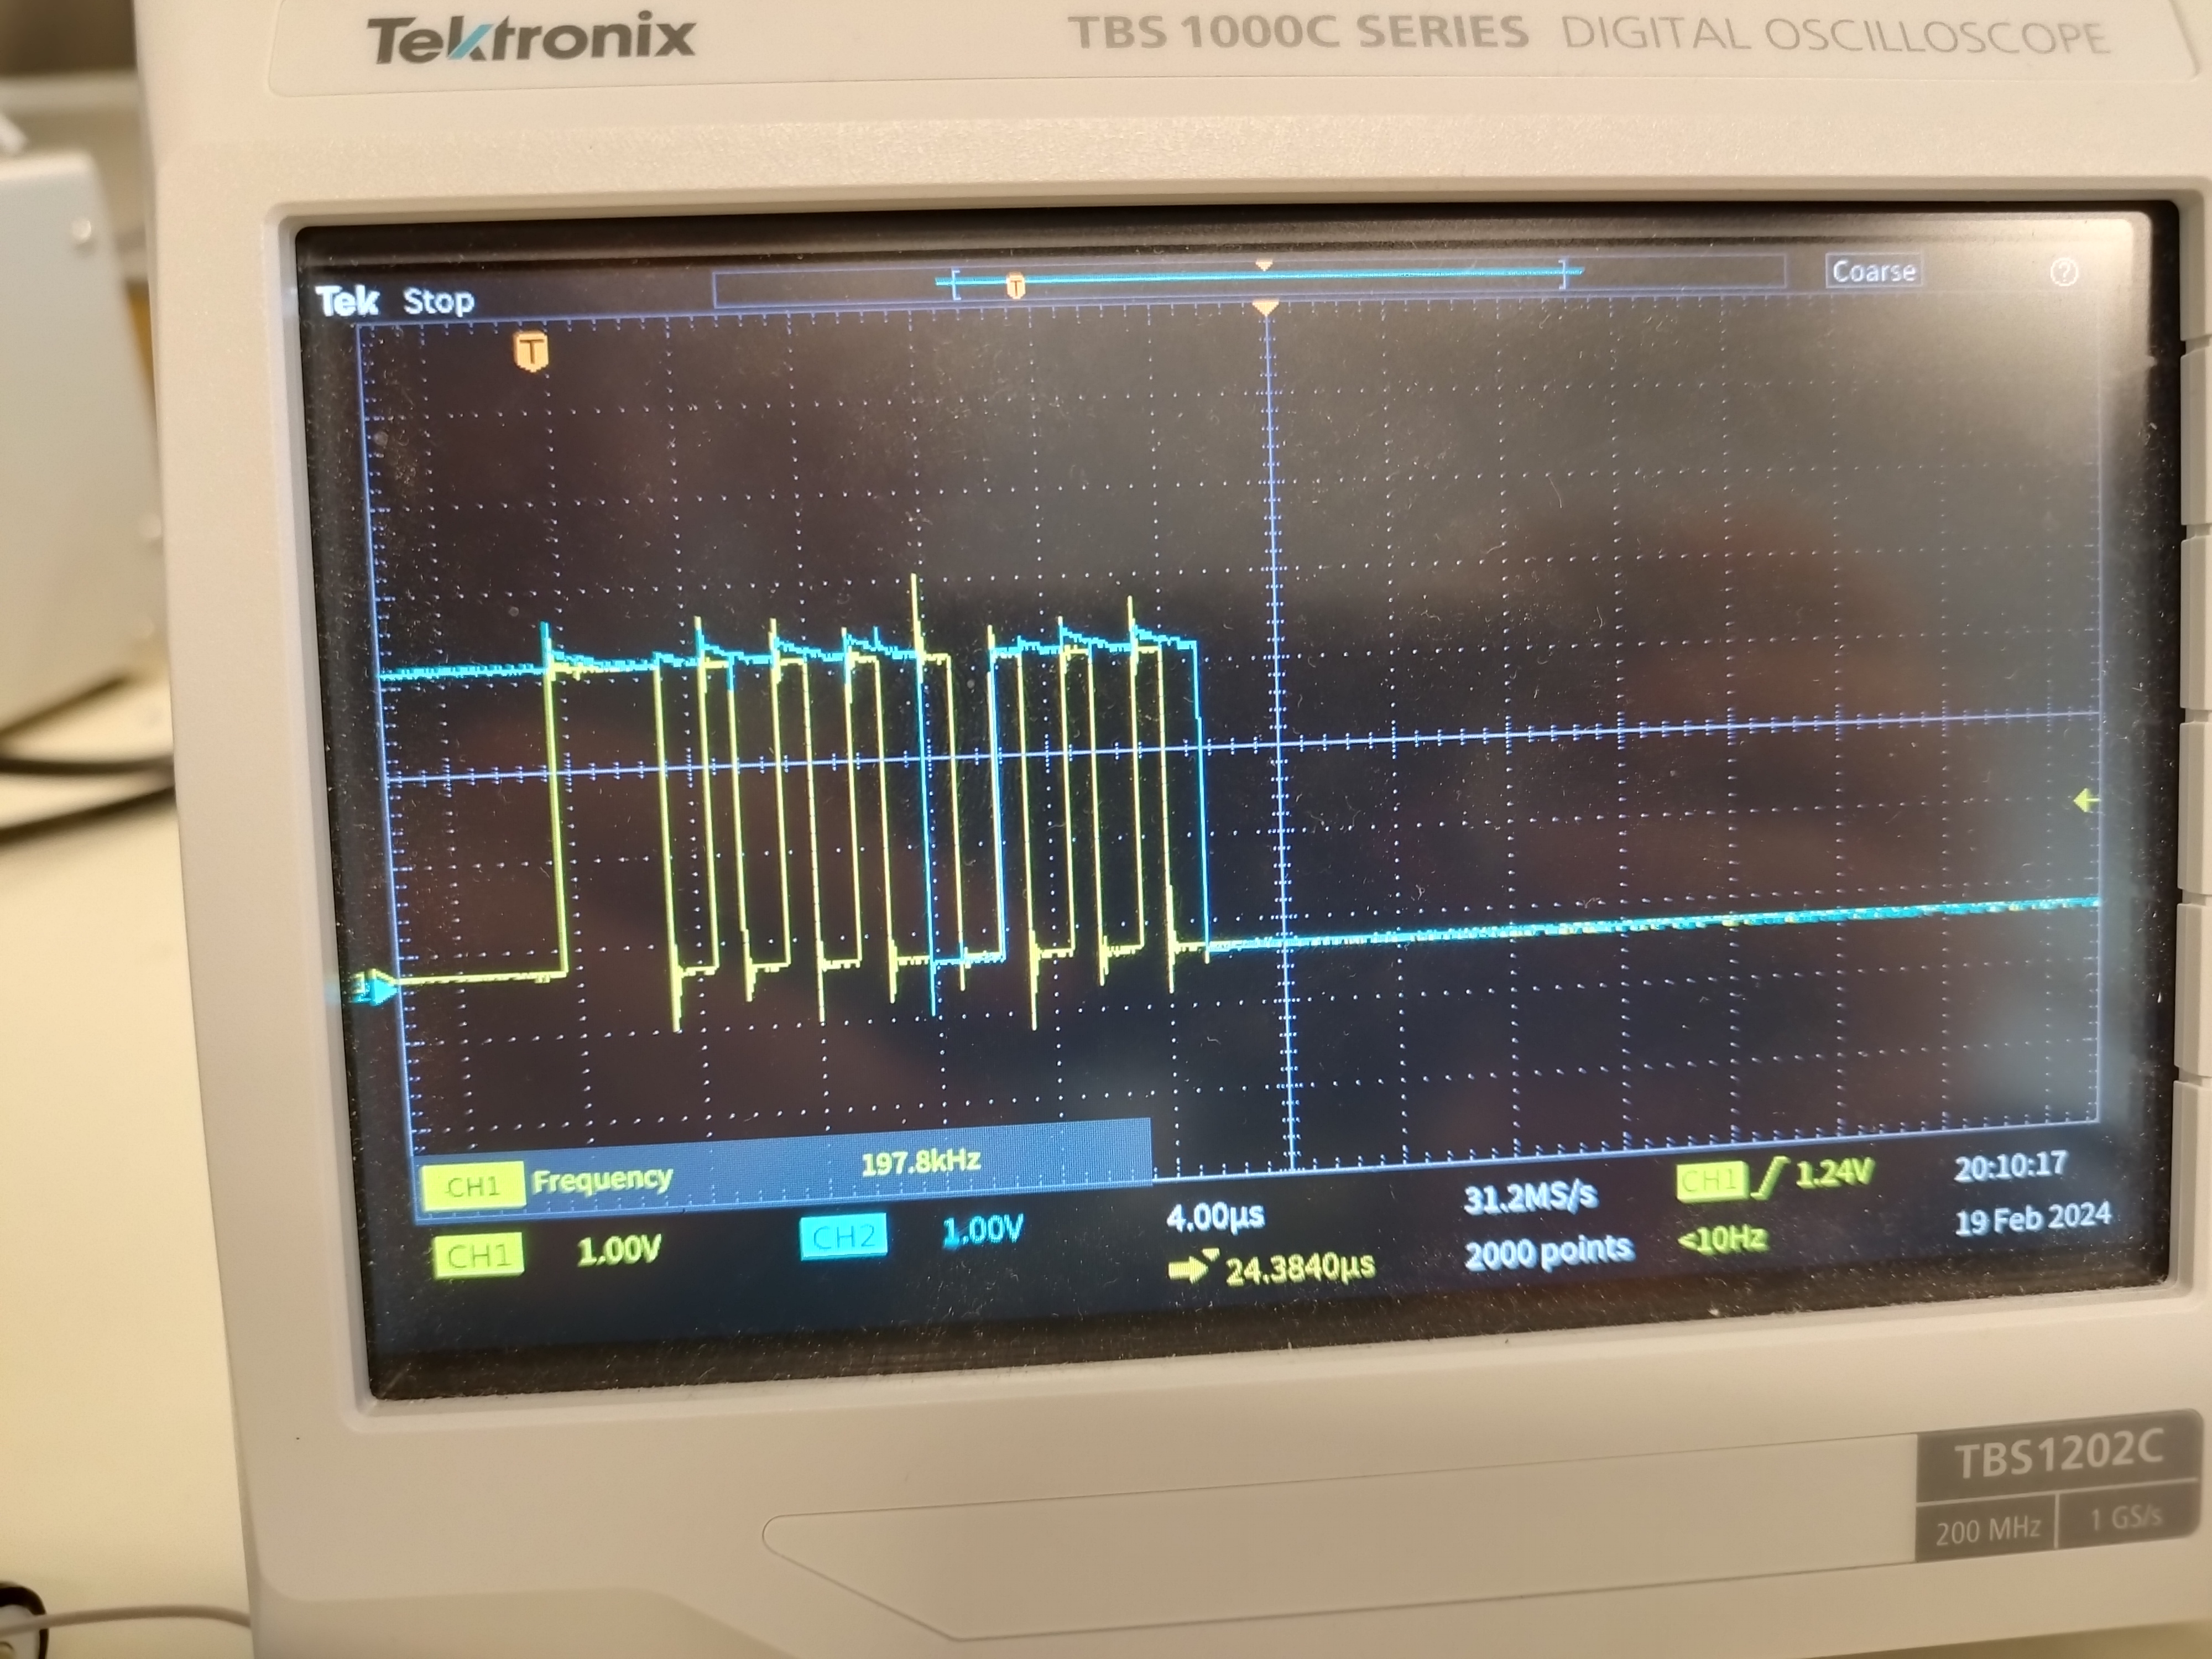 Tektronix TBS 1000C SERIES DIGITAL OSCILLOSCOPE
Tek Stop T Coarse ?
T
CH1 Frequency 197.8kHz
CH1 1.00V CH2 1.00V 4.00µs 31.2MS/s CH1 1.24V 20:10:17
24.3840µs 2000 points <10Hz 19 Feb 2024
TBS1202C
200 MHz 1 GS/s